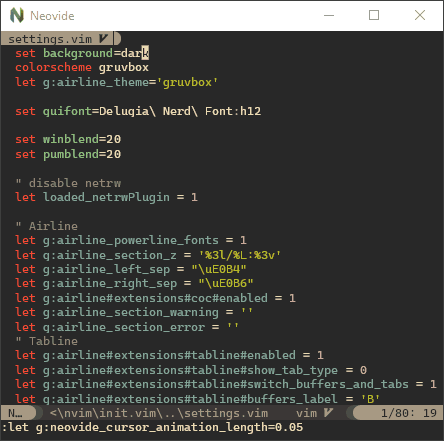 Neovide
settings.vim
set background=dark
colorscheme gruvbox
let g:airline_theme='gruvbox'
set guifont=Delugia\ Nerd\ Font:h12
set winblend=20
set pumblend=20
" disable netrw
let loaded_netrwPlugin = 1
" Airline
let g:airline_powerline_fonts = 1
let g:airline_section_z = '%3l/%L:%3v'
let g:airline_left_sep = "\uE0B4"
let g:airline_right_sep = "\uE0B6"
let g:airline#extensions#coc#enabled = 1
let g:airline_section_warning = ''
let g:airline_section_error = ''
" Tabline
let g:airline#extensions#tabline#enabled = 1
let g:airline#extensions#tabline#show_tab_type = 0
let g:airline#extensions#tabline#switch_buffers_and_tabs = 1
let g:airline#extensions#tabline#buffers_label = 'B'
N… <\nvim\init.vim\..\settings.vim vim 1/80: 19
:let g:neovide_cursor_animation_length=0.05